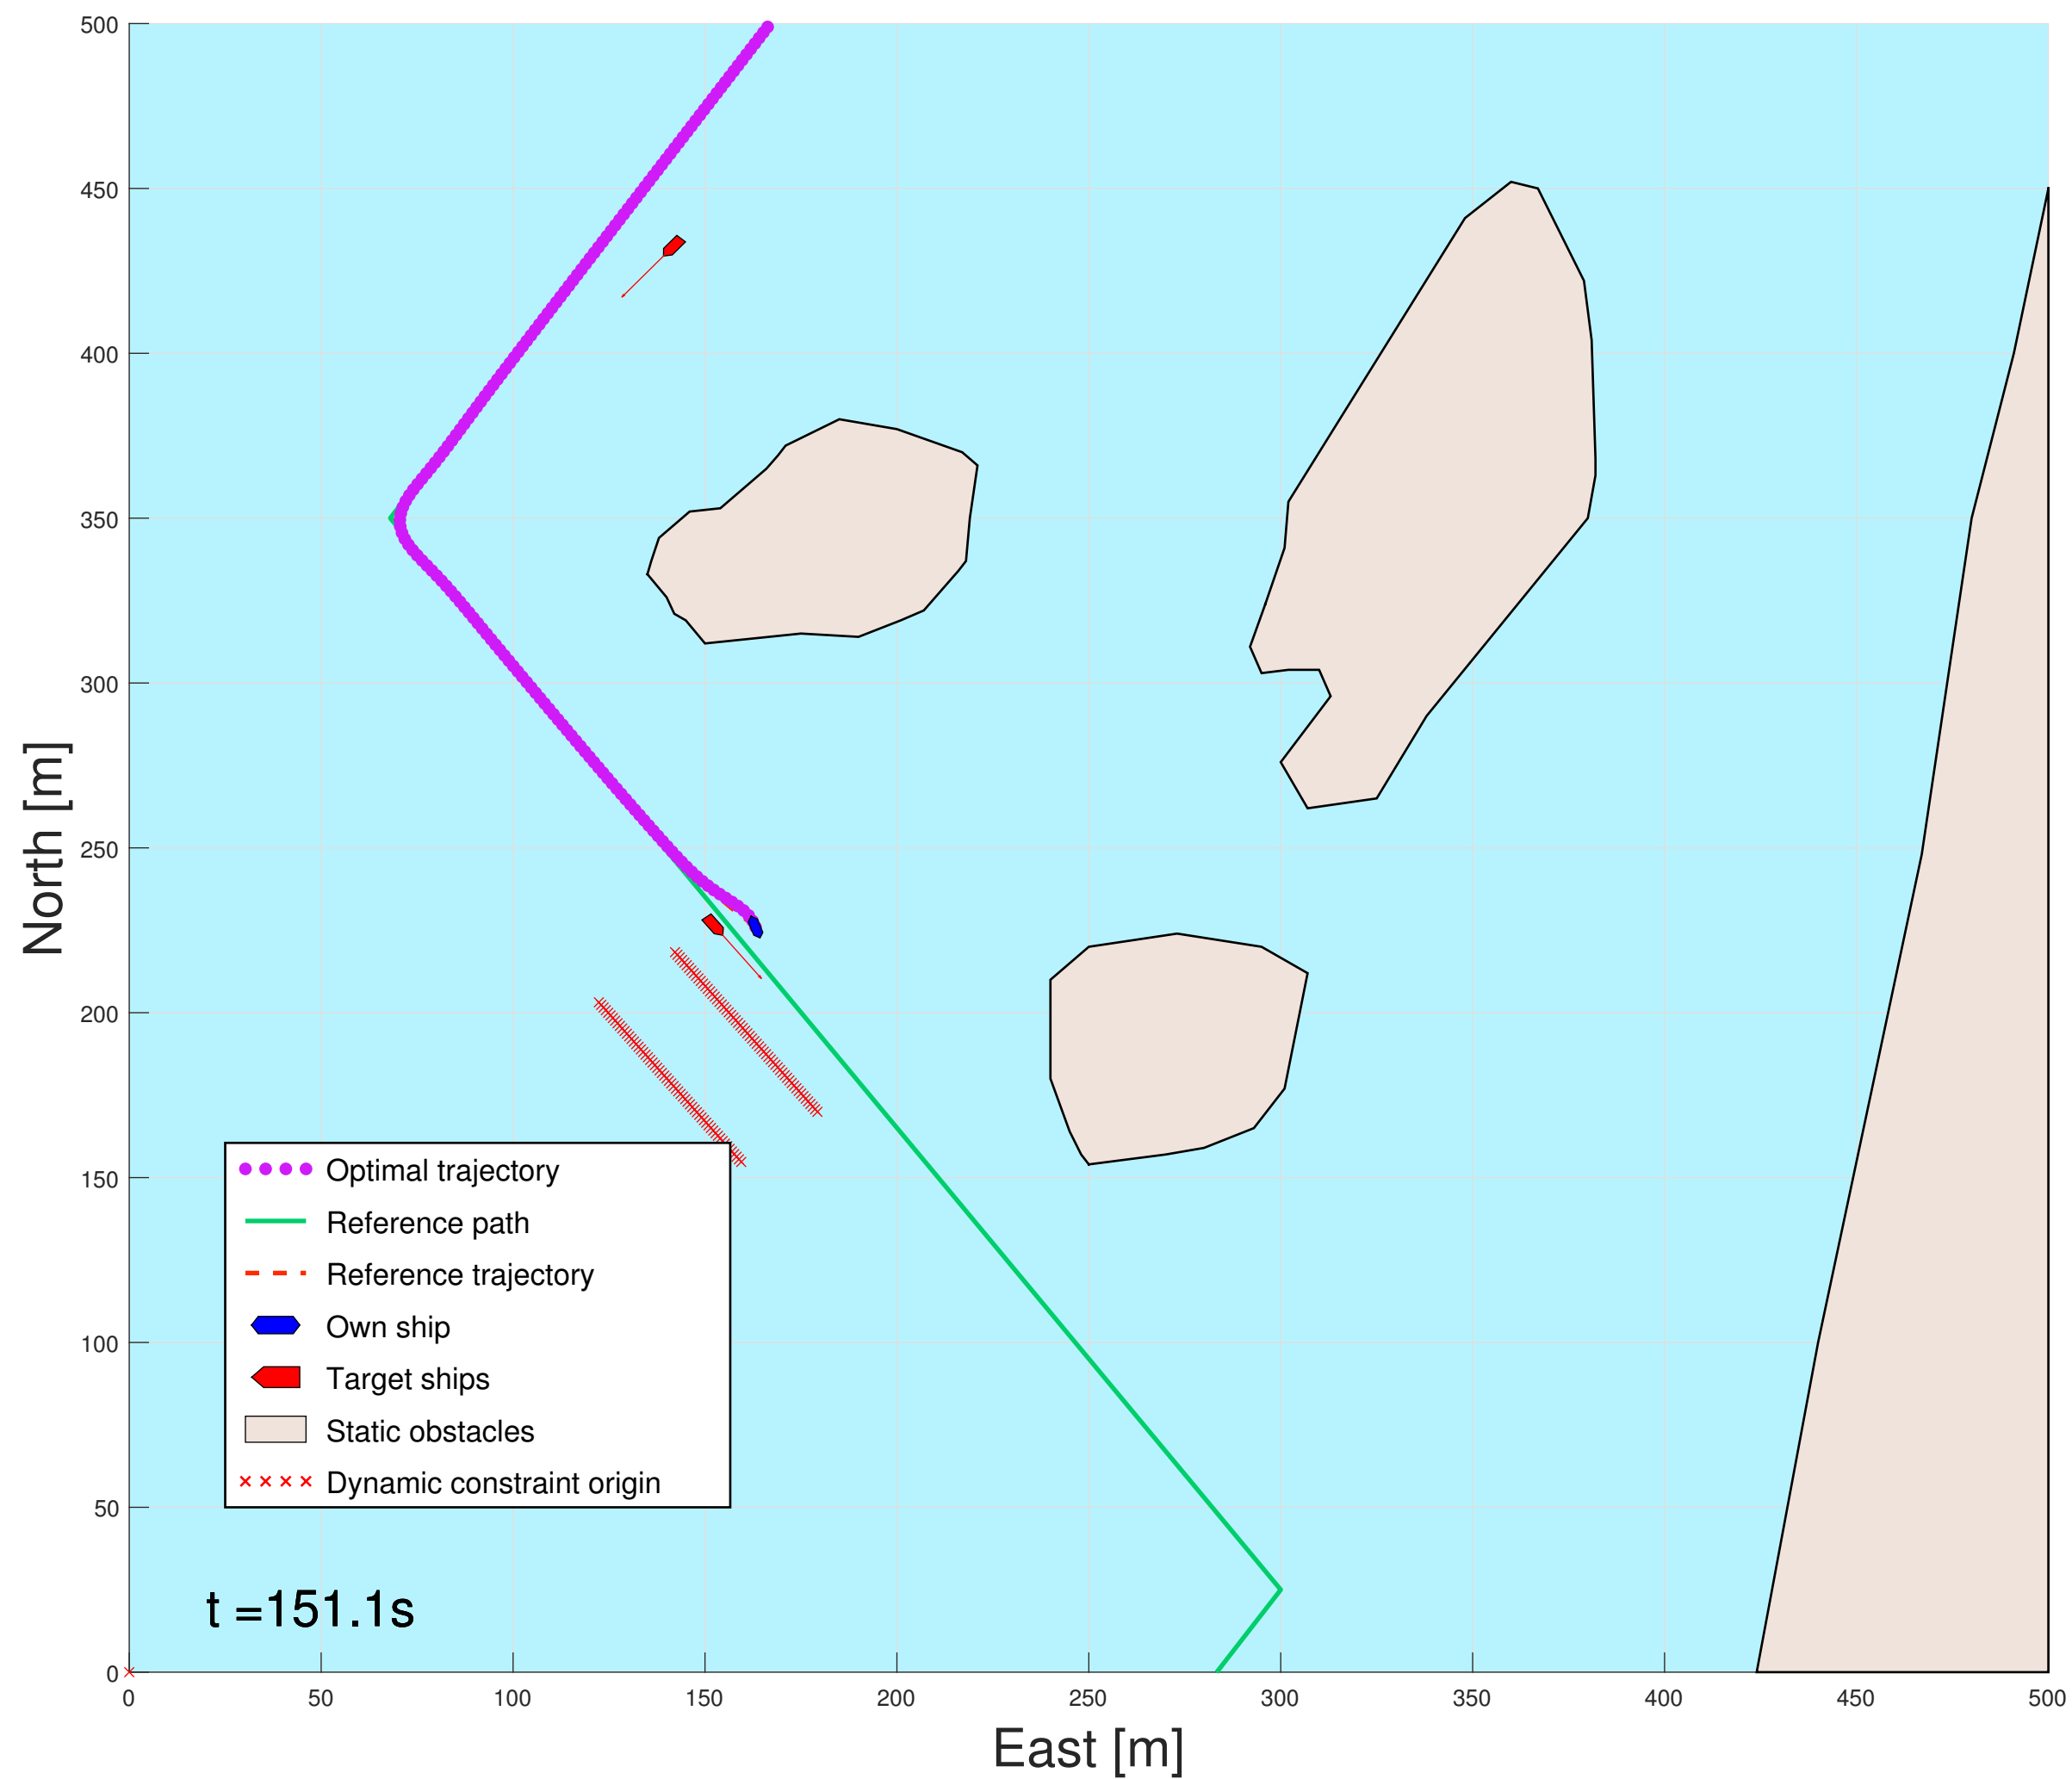 500
450
400
350
300
250
200
150
100
50
0
North [m]
Optimal trajectory
Reference path
Reference trajectory
Own ship
Target ships
Static obstacles
Dynamic constraint origin
t =151.1s
0 50 100 150 200 250 300 350 400 450 500
East [m]